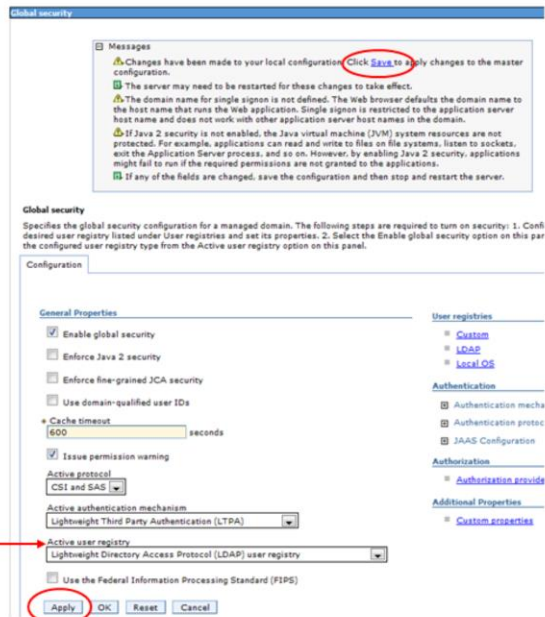 Global security
Messages
Changes have been made to your local configuration. Click Save to apply changes to the master
configuration.
The server may need to be restarted for these changes to take effect.
The domain name for single signon is not defined. The Web browser defaults the domain name to
the host name that runs the Web application. Single signon is restricted to the application server
host name and does not work with other application server host names in the domain.
If Java 2 security is not enabled, the Java virtual machine (JVM) system resources are not
protected. For example, applications can read and write to files on file systems, listen to sockets,
exit the Application Server process, and so on. However, by enabling Java 2 security, applications
might fail to run if the required permissions are not granted to the applications.
If any of the fields are changed, save the configuration and then stop and restart the server.
Global security
Specifies the global security configuration for a managed domain. The following steps are required to turn on security: 1. Confi
desired user registry listed under User registries and set its properties. 2. Select the Enable global security option on this par
the configured user registry type from the Active user registry option on this panel.
Configuration
General Properties
Enable global security
Enforce Java 2 security
Enforce fine-grained JCA security
Use domain-qualified user IDs
Cache timeout
600 seconds
Issue permission warning
Active protocol
CSI and SAS
Active authentication mechanism
Lightweight Third Party Authentication (LTPA)
Active user registry
Lightweight Directory Access Protocol (LDAP) user registry
Use the Federal Information Processing Standard (FIPS)
Apply OK Reset Cancel
User registries
Custom
LDAP
Local OS
Authentication
Authentication mecha
Authentication protoc
JAAS Configuration
Authorization
Authorization provide
Additional Properties
Custom properties